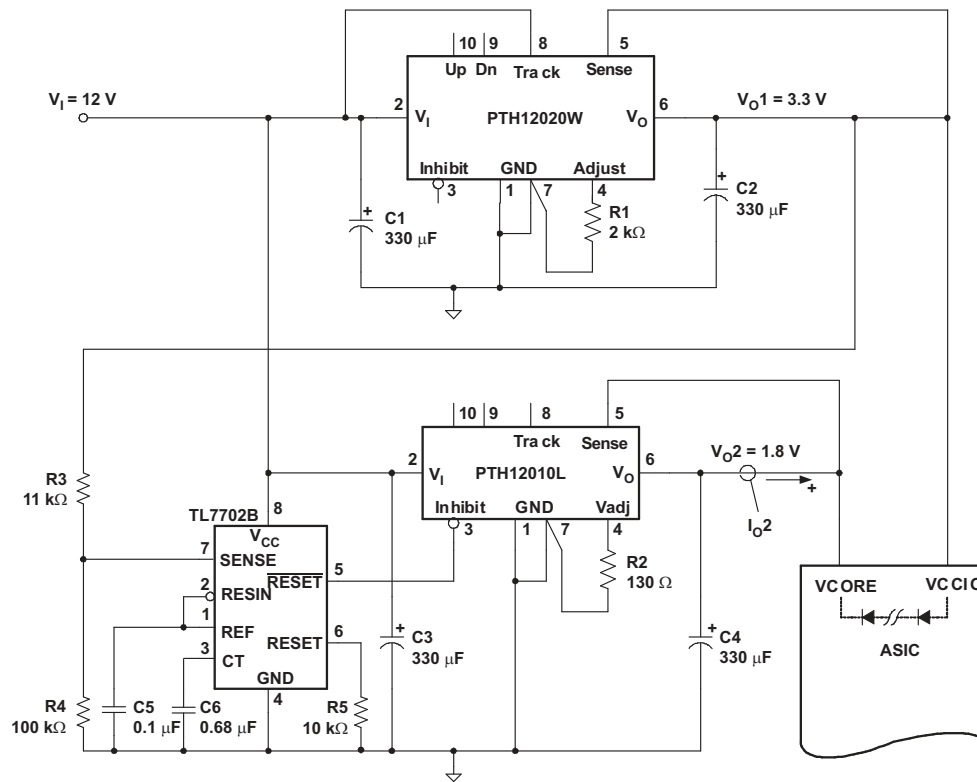 10 9 8 5
Up Dn Track Sense
V_I = 12 V
2 V_I PTH12020W V_O 6
V_O1 = 3.3 V
Inhibit GND Adjust
3 1 7 4
+ C1 330 μF
R1 2 kΩ
+ C2 330 μF
10 9 8 5
Track Sense
2 V_I PTH12010L V_O 6
V_O2 = 1.8 V
+
I_O2
Inhibit GND Vadj
3 1 7 4
R2 130 Ω
R3 11 kΩ
TL7702B
8
V_CC
7 SENSE
R̅E̅S̅E̅T̅ 5
2 RESIN
1 REF
RESET 6
3 CT
GND
4
R4 100 kΩ
C5 0.1 μF
C6 0.68 μF
R5 10 kΩ
+ C3 330 μF
+ C4 330 μF
VCORE VCCIO
ASIC